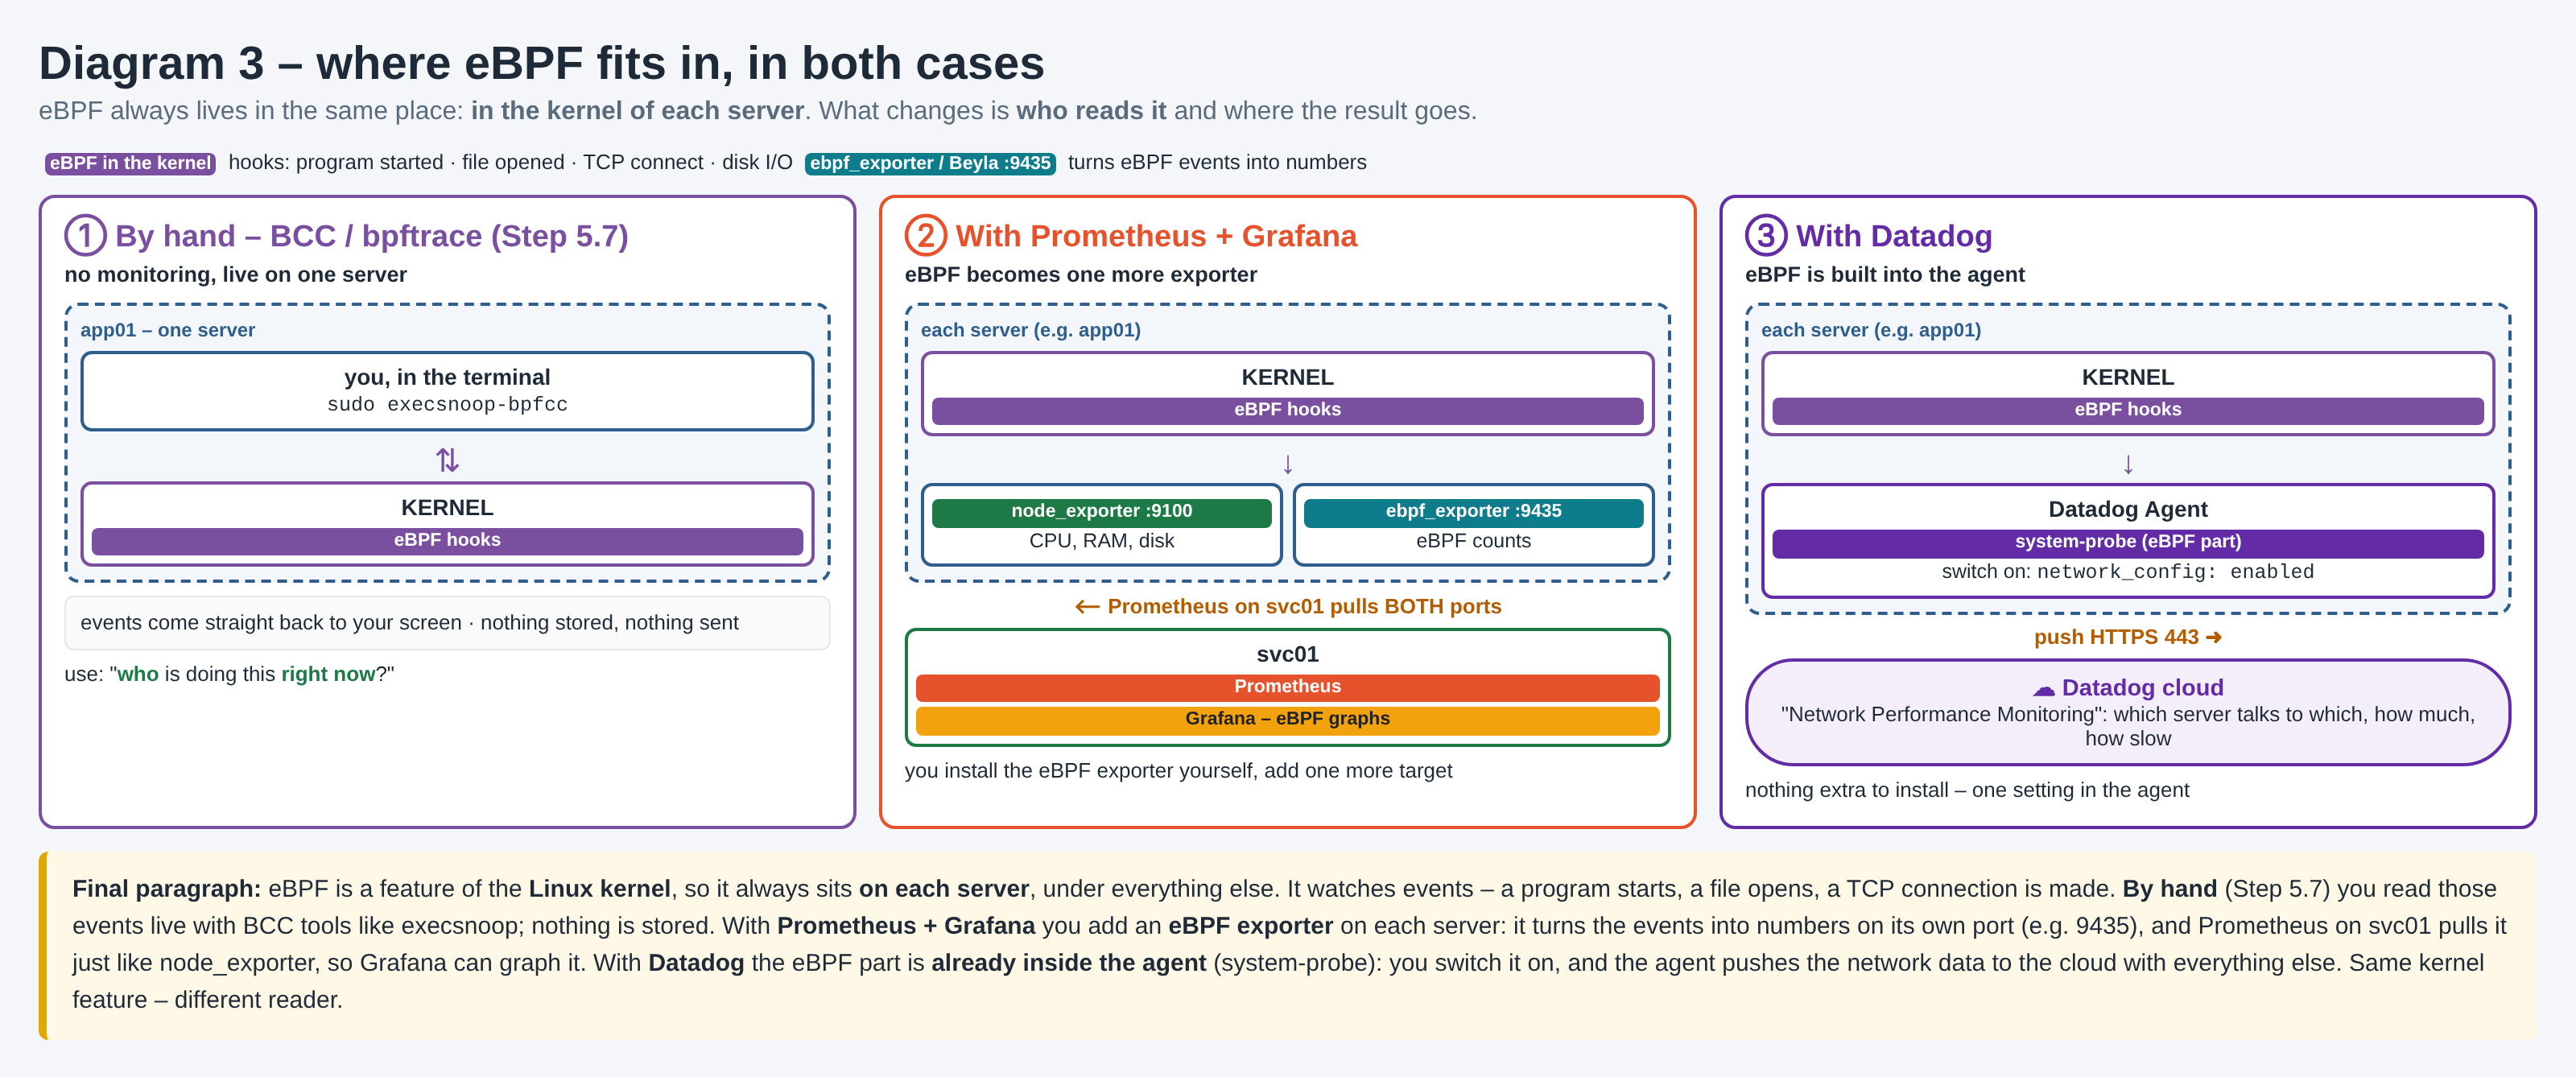 Diagram 3 – where eBPF fits in, in both cases
eBPF always lives in the same place: in the kernel of each server. What changes is who reads it and where the result goes.
eBPF in the kernel hooks: program started · file opened · TCP connect · disk I/O ebpf_exporter / Beyla :9435 turns eBPF events into numbers
① By hand – BCC / bpftrace (Step 5.7)
no monitoring, live on one server
app01 – one server
you, in the terminal
sudo execsnoop-bpfcc
⇅
KERNEL
eBPF hooks
events come straight back to your screen · nothing stored, nothing sent
use: "who is doing this right now?"
② With Prometheus + Grafana
eBPF becomes one more exporter
each server (e.g. app01)
KERNEL
eBPF hooks
↓
node_exporter :9100
CPU, RAM, disk
ebpf_exporter :9435
eBPF counts
⟵ Prometheus on svc01 pulls BOTH ports
svc01
Prometheus
Grafana – eBPF graphs
you install the eBPF exporter yourself, add one more target
③ With Datadog
eBPF is built into the agent
each server (e.g. app01)
KERNEL
eBPF hooks
↓
Datadog Agent
system-probe (eBPF part)
switch on: network_config: enabled
push HTTPS 443 ➜
☁ Datadog cloud
"Network Performance Monitoring": which server talks to which, how much,
how slow
nothing extra to install – one setting in the agent
Final paragraph: eBPF is a feature of the Linux kernel, so it always sits on each server, under everything else. It watches events – a program starts, a file opens, a TCP connection is made. By hand (Step 5.7) you read those
events live with BCC tools like execsnoop; nothing is stored. With Prometheus + Grafana you add an eBPF exporter on each server: it turns the events into numbers on its own port (e.g. 9435), and Prometheus on svc01 pulls it
just like node_exporter, so Grafana can graph it. With Datadog the eBPF part is already inside the agent (system-probe): you switch it on, and the agent pushes the network data to the cloud with everything else. Same kernel
feature – different reader.